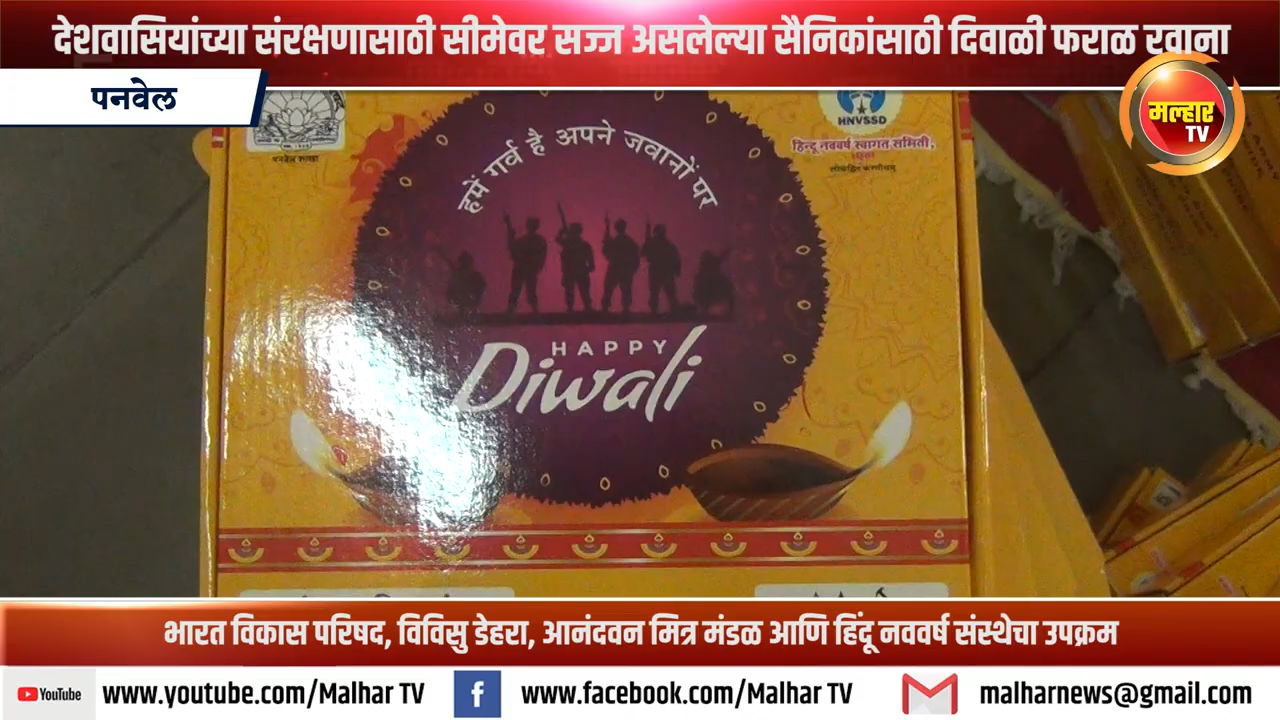 देशवासियांच्या संरक्षणासाठी सीमेवर सज्ज असलेल्या सैनिकांसाठी दिवाळी फराळ रवाना
पनवेल
मल्हार
TV
पनवेल शाखा
HNVSSD
हिन्दू नववर्ष स्वागत समिती,
हमें गर्व है अपने जवानों पर
HAPPY
Diwali
भारत विकास परिषद, विविसु डेहरा, आनंदवन मित्र मंडळ आणि हिंदू नववर्ष संस्थेचा उपक्रम
YouTube
www.youtube.com/Malhar TV
f
www.facebook.com/Malhar TV
malharnews@gmail.com